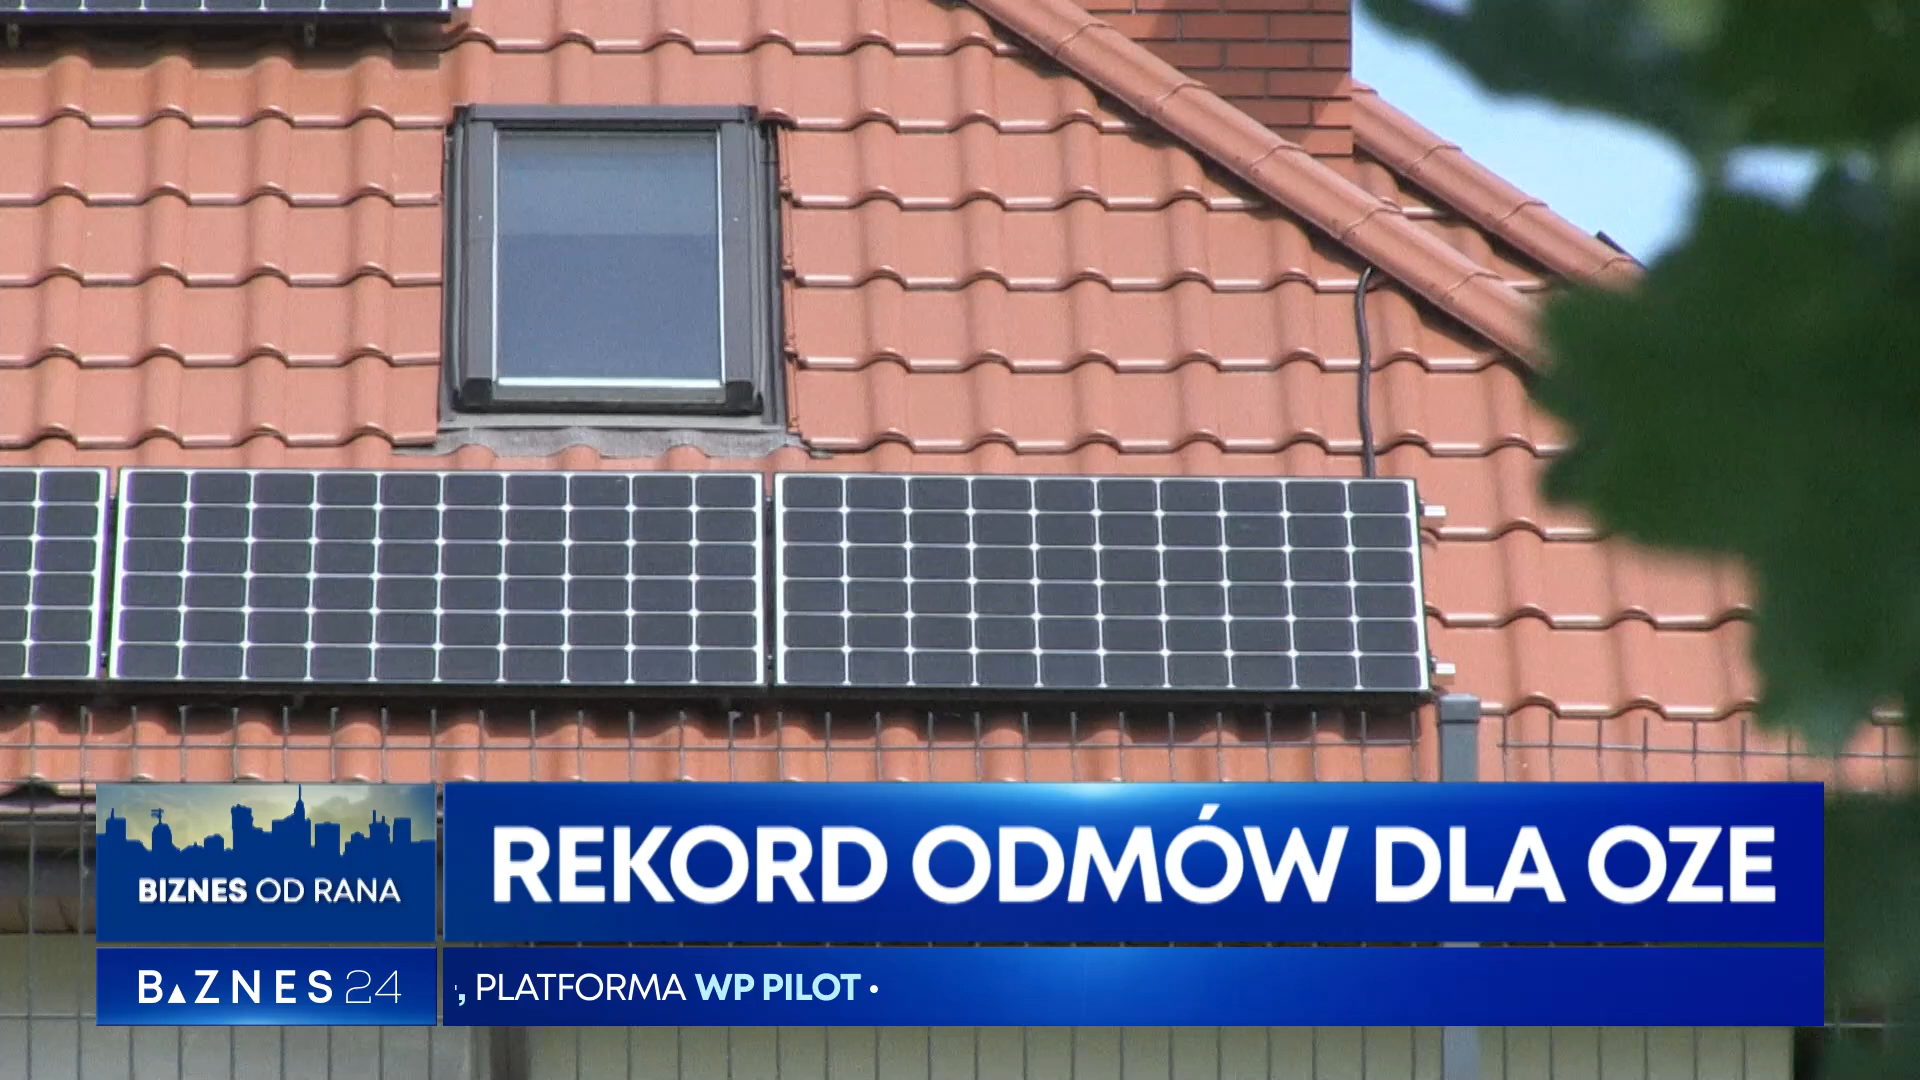 REKORD ODMÓW DLA OZE
BIZNES OD RANA
BIZNES24
, PLATFORMA WP PILOT •